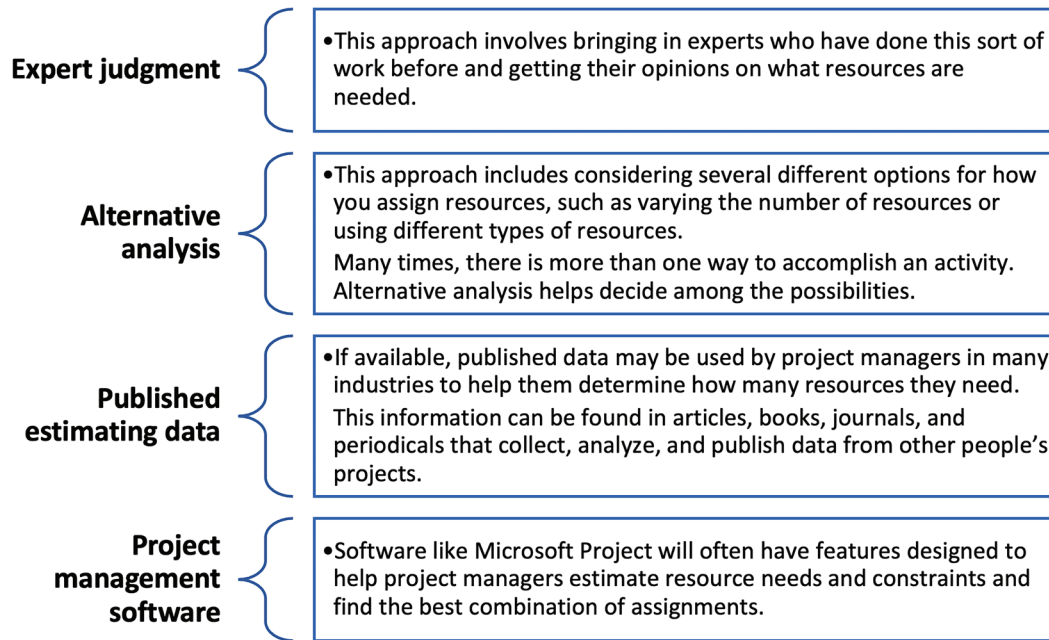 Expert judgment
•This approach involves bringing in experts who have done this sort of
work before and getting their opinions on what resources are
needed.
Alternative
analysis
•This approach includes considering several different options for how
you assign resources, such as varying the number of resources or
using different types of resources.
Many times, there is more than one way to accomplish an activity.
Alternative analysis helps decide among the possibilities.
Published
estimating data
•If available, published data may be used by project managers in many
industries to help them determine how many resources they need.
This information can be found in articles, books, journals, and
periodicals that collect, analyze, and publish data from other people’s
projects.
Project
management
software
•Software like Microsoft Project will often have features designed to
help project managers estimate resource needs and constraints and
find the best combination of assignments.